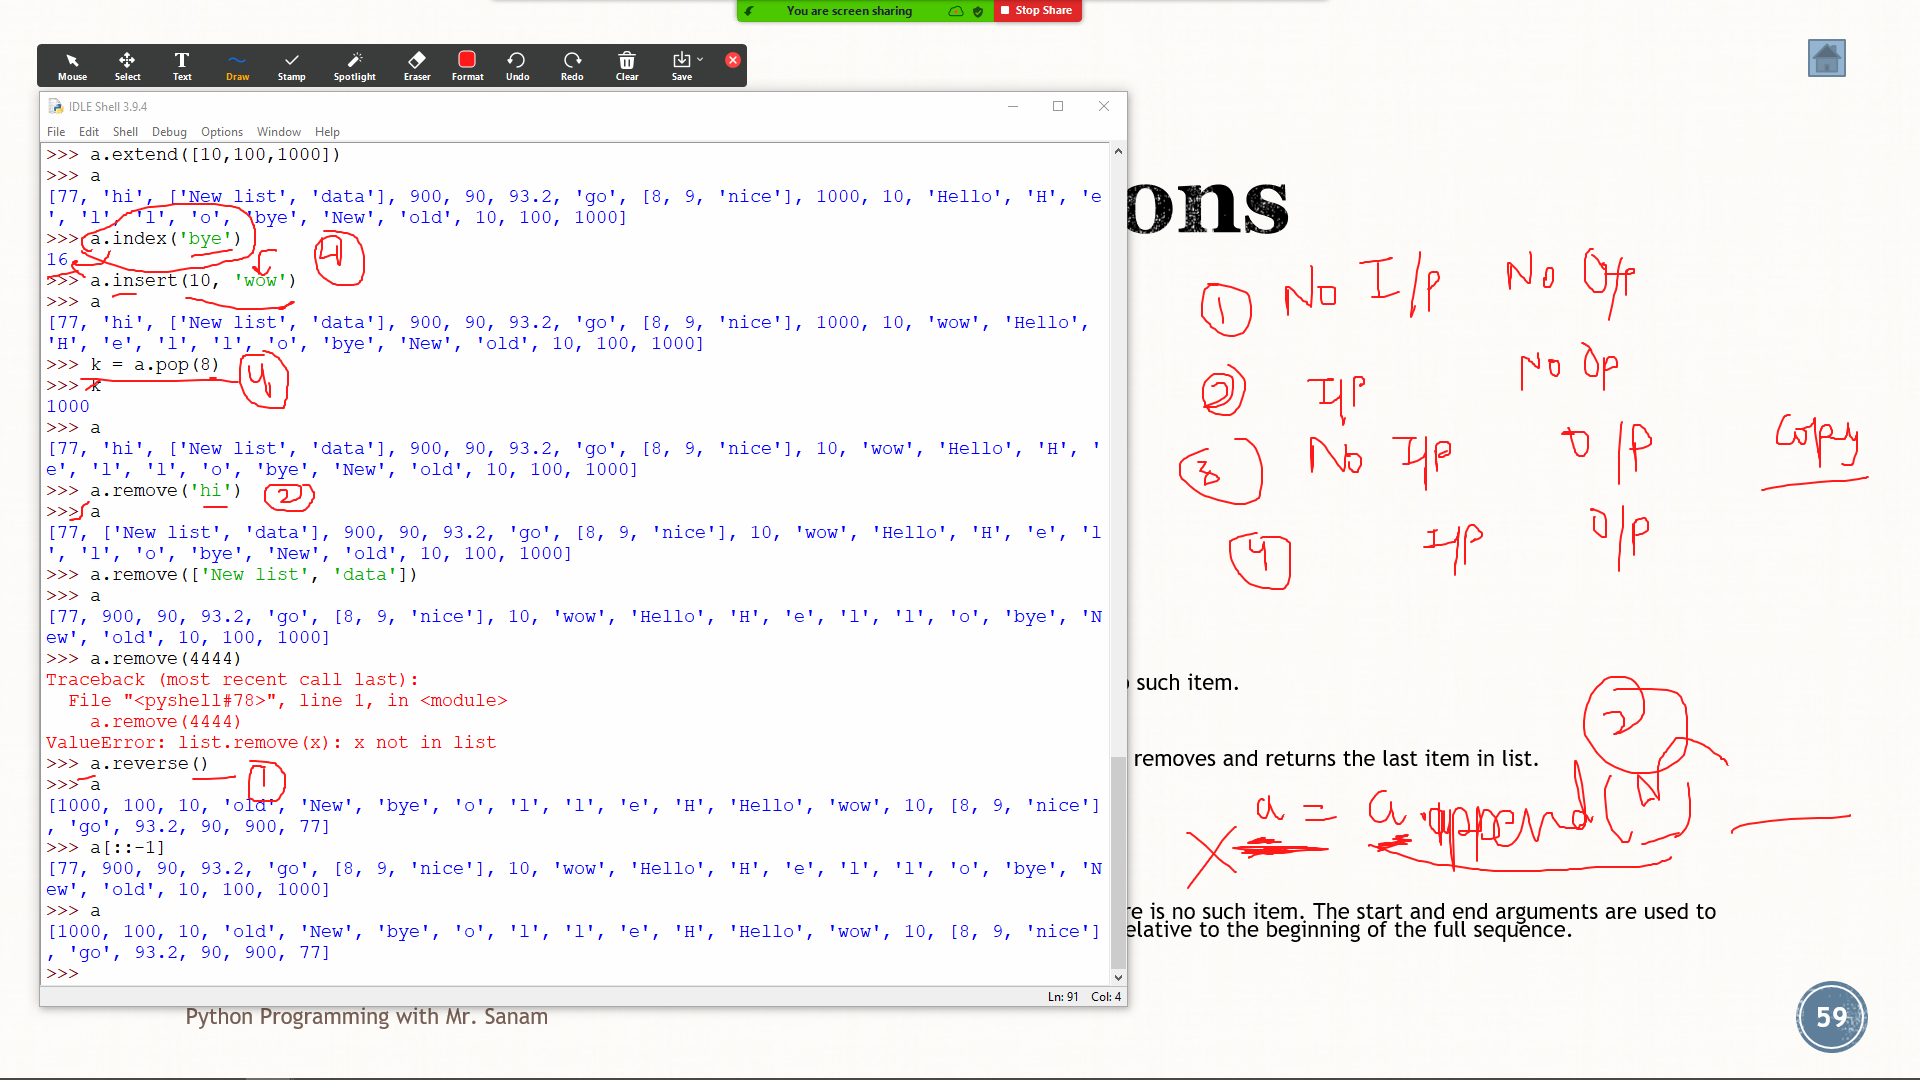 You are screen sharing
Stop Share
Mouse Select Text Draw Stamp Spotlight Eraser Format Undo Redo Clear Save
IDLE Shell 3.9.4
File Edit Shell Debug Options Window Help
>>> a.extend([10,100,1000])
>>> a
[77, 'hi', ['New list', 'data'], 900, 90, 93.2, 'go', [8, 9, 'nice'], 1000, 10, 'Hello', 'H', 'e
', 'l', 'l', 'o', 'bye', 'New', 'old', 10, 100, 1000]
>>> a.index('bye')
16
>>> a.insert(10, 'wow')
>>> a
[77, 'hi', ['New list', 'data'], 900, 90, 93.2, 'go', [8, 9, 'nice'], 1000, 10, 'wow', 'Hello',
'H', 'e', 'l', 'l', 'o', 'bye', 'New', 'old', 10, 100, 1000]
>>> k = a.pop(8)
>>> k
1000
>>> a
[77, 'hi', ['New list', 'data'], 900, 90, 93.2, 'go', [8, 9, 'nice'], 10, 'wow', 'Hello', 'H', '
e', 'l', 'l', 'o', 'bye', 'New', 'old', 10, 100, 1000]
>>> a.remove('hi')
>>> a
[77, ['New list', 'data'], 900, 90, 93.2, 'go', [8, 9, 'nice'], 10, 'wow', 'Hello', 'H', 'e', 'l
', 'l', 'o', 'bye', 'New', 'old', 10, 100, 1000]
>>> a.remove(['New list', 'data'])
>>> a
[77, 900, 90, 93.2, 'go', [8, 9, 'nice'], 10, 'wow', 'Hello', 'H', 'e', 'l', 'l', 'o', 'bye', 'N
ew', 'old', 10, 100, 1000]
>>> a.remove(4444)
Traceback (most recent call last):
File "<pyshell#78>", line 1, in <module>
a.remove(4444)
ValueError: list.remove(x): x not in list
>>> a.reverse()
>>> a
[1000, 100, 10, 'old', 'New', 'bye', 'o', 'l', 'l', 'e', 'H', 'Hello', 'wow', 10, [8, 9, 'nice']
, 'go', 93.2, 90, 900, 77]
>>> a[::-1]
[77, 900, 90, 93.2, 'go', [8, 9, 'nice'], 10, 'wow', 'Hello', 'H', 'e', 'l', 'l', 'o', 'bye', 'N
ew', 'old', 10, 100, 1000]
>>> a
[1000, 100, 10, 'old', 'New', 'bye', 'o', 'l', 'l', 'e', 'H', 'Hello', 'wow', 10, [8, 9, 'nice']
, 'go', 93.2, 90, 900, 77]
>>>
Ln: 91 Col: 4
4
4
2
1
ons
1 No I/p No O/p
2 I/P No Op
3 No I/P O/P Copy
4 I/P O/P
such item.
2
removes and returns the last item in list.
X a = a.append(N)
re is no such item. The start and end arguments are used to
elative to the beginning of the full sequence.
Python Programming with Mr. Sanam
59